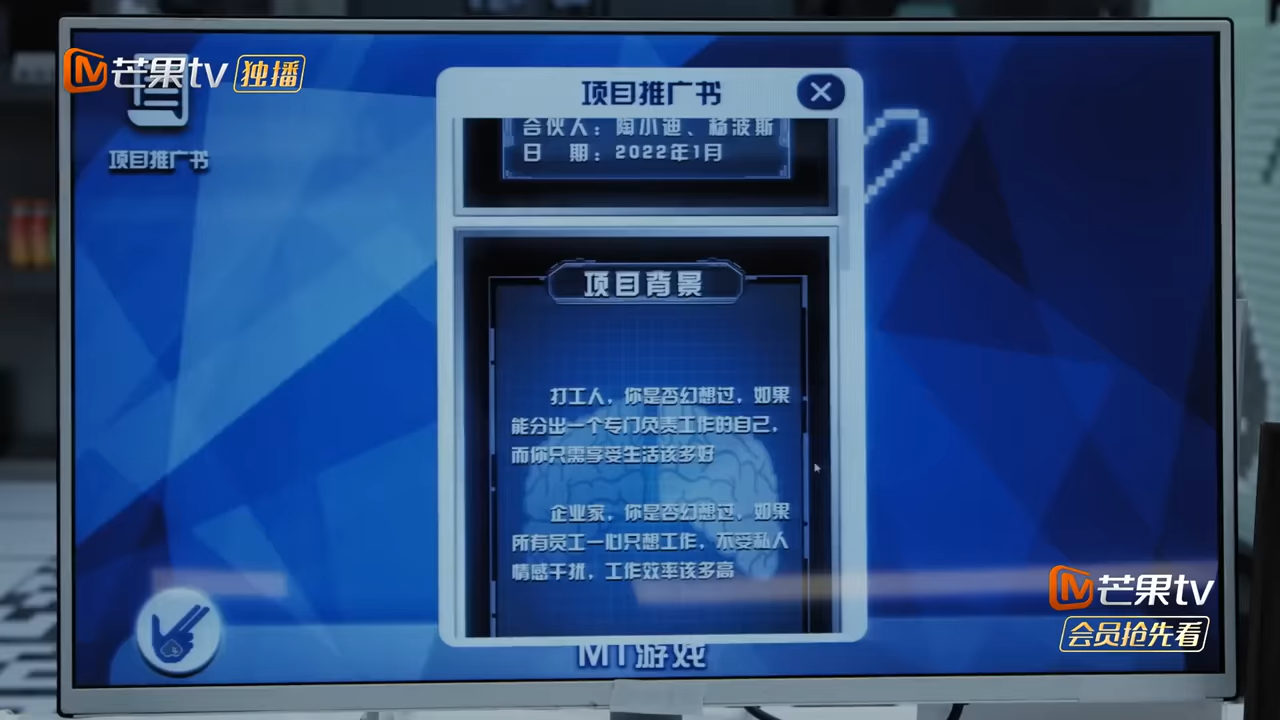 芒果tv 独播
项目推广书
项目推广书
合伙人：陶小迪、杨波斯
日 期：2022年1月
项目背景
打工人，你是否幻想过，如果
能分出一个专门负责工作的自己，
而你只需享受生活该多好
企业家，你是否幻想过，如果
所有员工一心只想工作，不受私人
情感干扰，工作效率该多高
MT游戏
芒果tv
会员抢先看